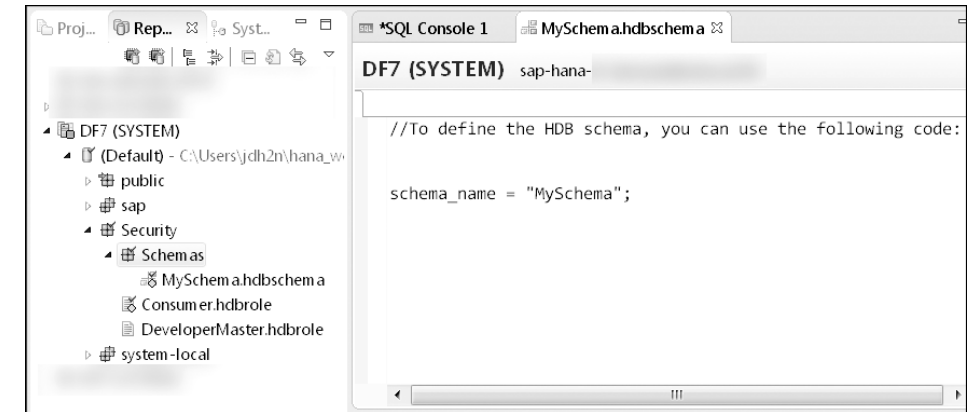 Proj...
Rep...
Syst...
DF7 (SYSTEM)
(Default) - C:\Users\jdh2n\hana_w
public
sap
Security
Schemas
MySchema.hdbschema
Consumer.hdbrole
DeveloperMaster.hdbrole
system-local
*SQL Console 1
MySchema.hdbschema
DF7 (SYSTEM) sap-hana-
//To define the HDB schema, you can use the following code:
schema_name = "MySchema";